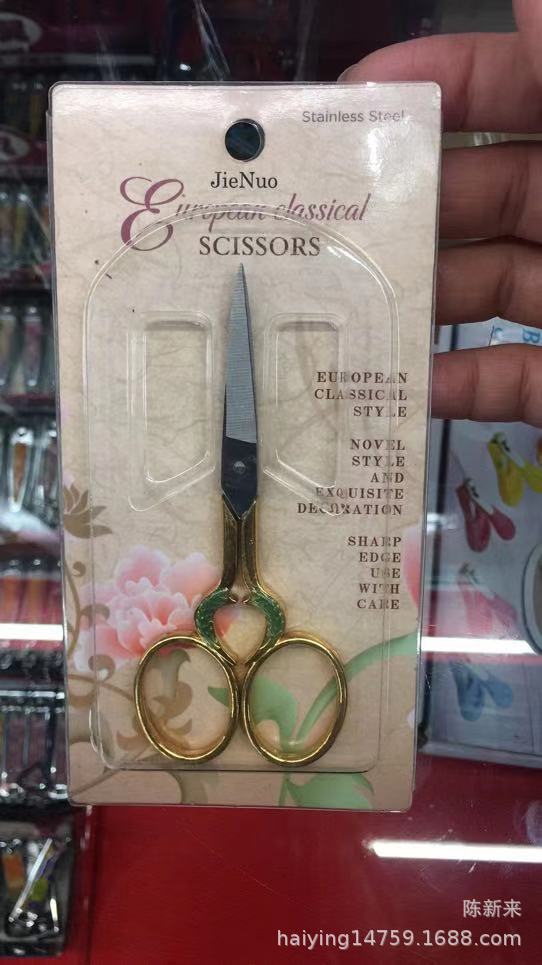 Stainless Steel
JieNuo
European classical
SCISSORS
EUROPEAN
CLASSICAL
STYLE
NOVEL
STYLE
AND
EXQUISITE
DECORATION
SHARP
EDGE
USE
WITH
CARE
陈新来
haiying14759.1688.com